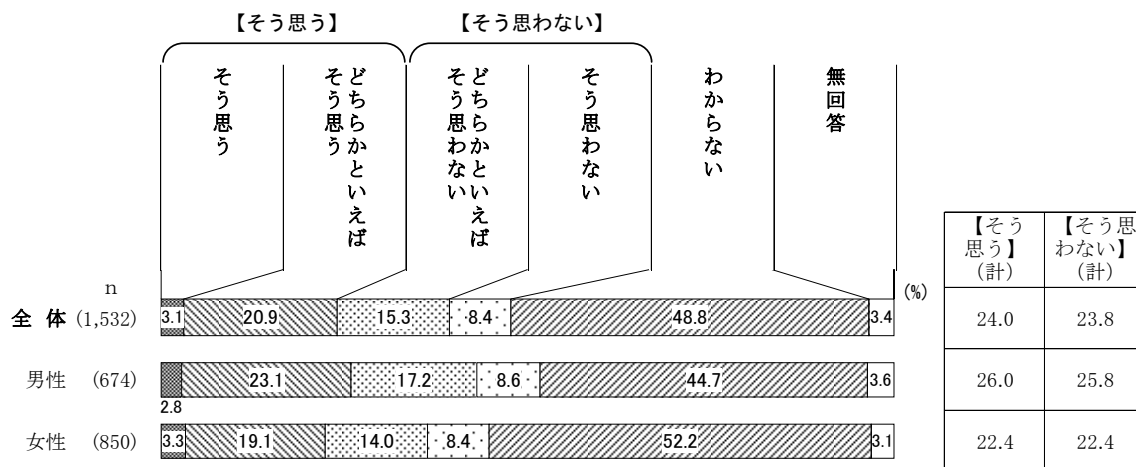 【そう思う】 【そう思わない】
そう思う
どちらかといえば
そう思う
どちらかといえば
そう思わない
そう思わない
わからない
無回答
n
(%)
【そう
思う】
(計)
【そう思
わない】
(計)
全 体 (1,532) 3.1 20.9 15.3 8.4 48.8 3.4 24.0 23.8
男性 (674) 2.8 23.1 17.2 8.6 44.7 3.6 26.0 25.8
女性 (850) 3.3 19.1 14.0 8.4 52.2 3.1 22.4 22.4